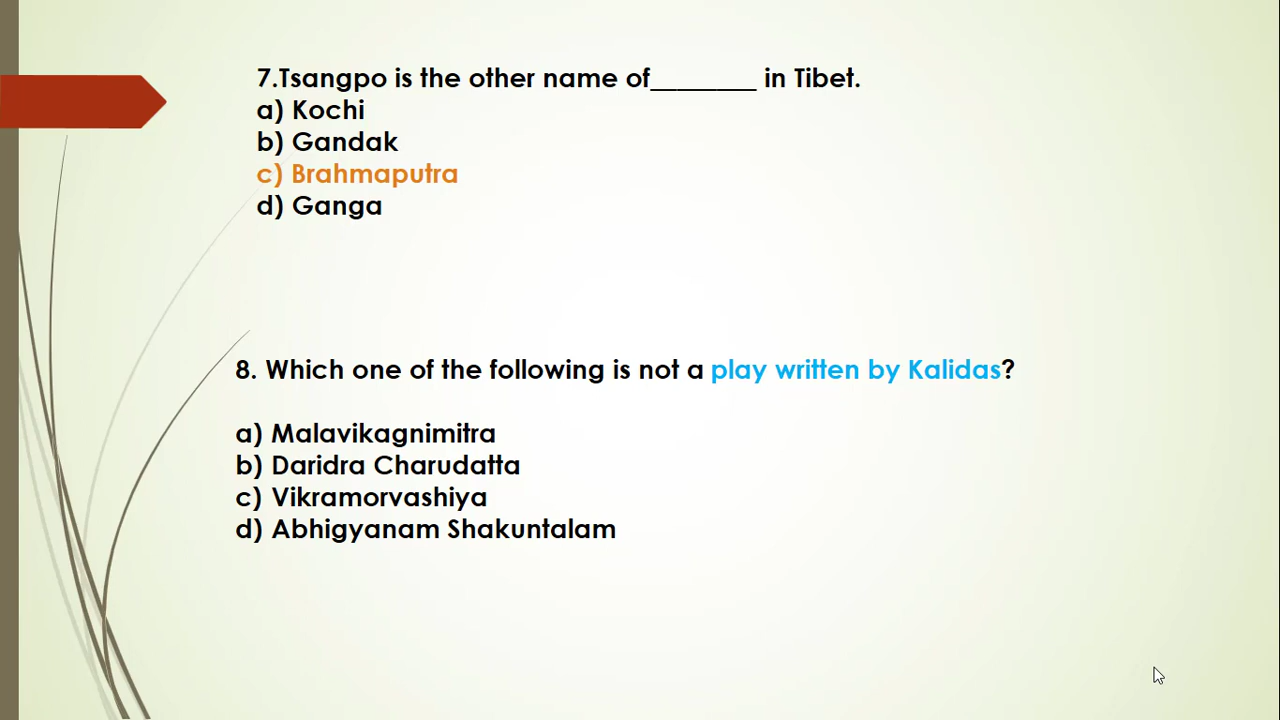 7.Tsangpo is the other name of________ in Tibet.
a) Kochi
b) Gandak
c) Brahmaputra
d) Ganga
8. Which one of the following is not a play written by Kalidas?
a) Malavikagnimitra
b) Daridra Charudatta
c) Vikramorvashiya
d) Abhigyanam Shakuntalam